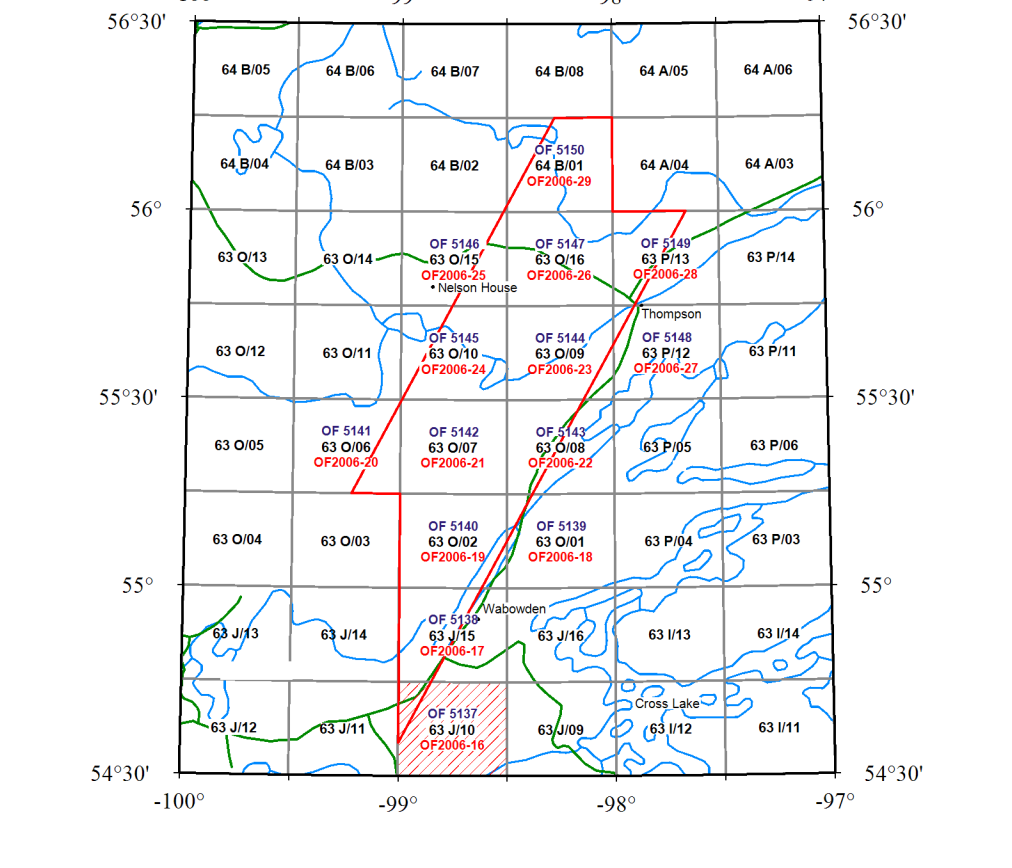 56°30' 56°30'
64 B/05 64 B/06 64 B/07 64 B/08 64 A/05 64 A/06
OF 5150
64 B/04 64 B/03 64 B/02 64 B/01 64 A/04 64 A/03
OF2006-29
56° 56°
OF 5146 OF 5147 OF 5149
63 O/13 63 O/14 63 O/15 63 O/16 63 P/13 63 P/14
OF2006-25 OF2006-26 OF2006-28
Nelson House
Thompson
OF 5145 OF 5144 OF 5148
63 O/12 63 O/11 63 O/10 63 O/09 63 P/12 63 P/11
OF2006-24 OF2006-23 OF2006-27
55°30' 55°30'
OF 5141 OF 5142 OF 5143
63 O/05 63 O/06 63 O/07 63 O/08 63 P/05 63 P/06
OF2006-20 OF2006-21 OF2006-22
OF 5140 OF 5139
63 O/04 63 O/03 63 O/02 63 O/01 63 P/04 63 P/03
OF2006-19 OF2006-18
55° 55°
Wabowden
OF 5138
63 J/13 63 J/14 63 J/15 63 J/16 63 I/13 63 I/14
OF2006-17
Cross Lake
OF 5137
63 J/12 63 J/11 63 J/10 63 J/09 63 I/12 63 I/11
OF2006-16
54°30' 54°30'
-100° -99° -98° -97°